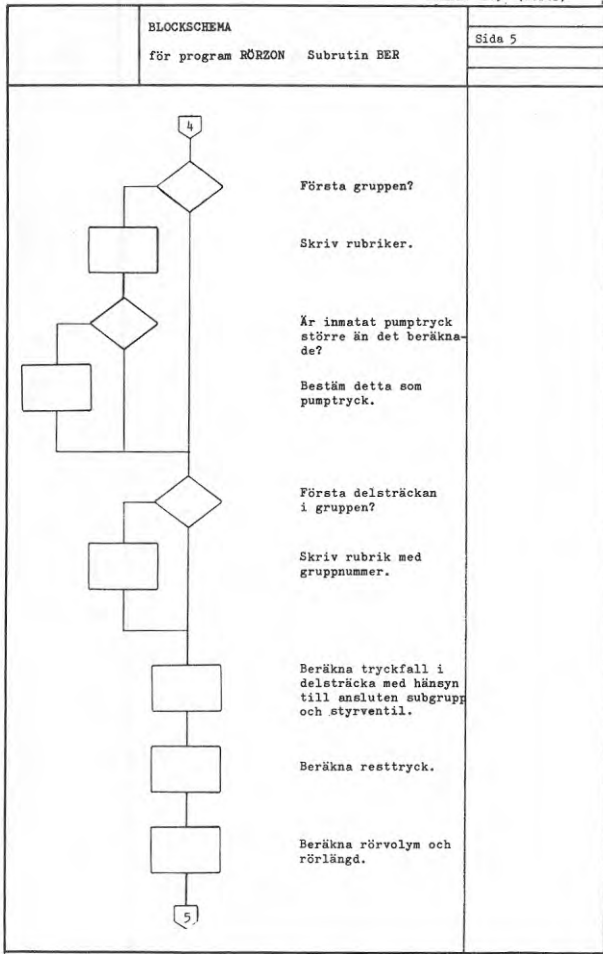 BLOCKSCHEMA
för program RÖRZON Subrutin BER
Sida 5
4
Första gruppen?
Skriv rubriker.
Är inmatat pumptryck
större än det beräkna-
de?
Bestäm detta som
pumptryck.
Första delsträckan
i gruppen?
Skriv rubrik med
gruppnummer.
Beräkna tryckfall i
delsträcka med hänsyn
till ansluten subgrupp
och styrventil.
Beräkna resttryck.
Beräkna rörvolym och
rörlängd.
5